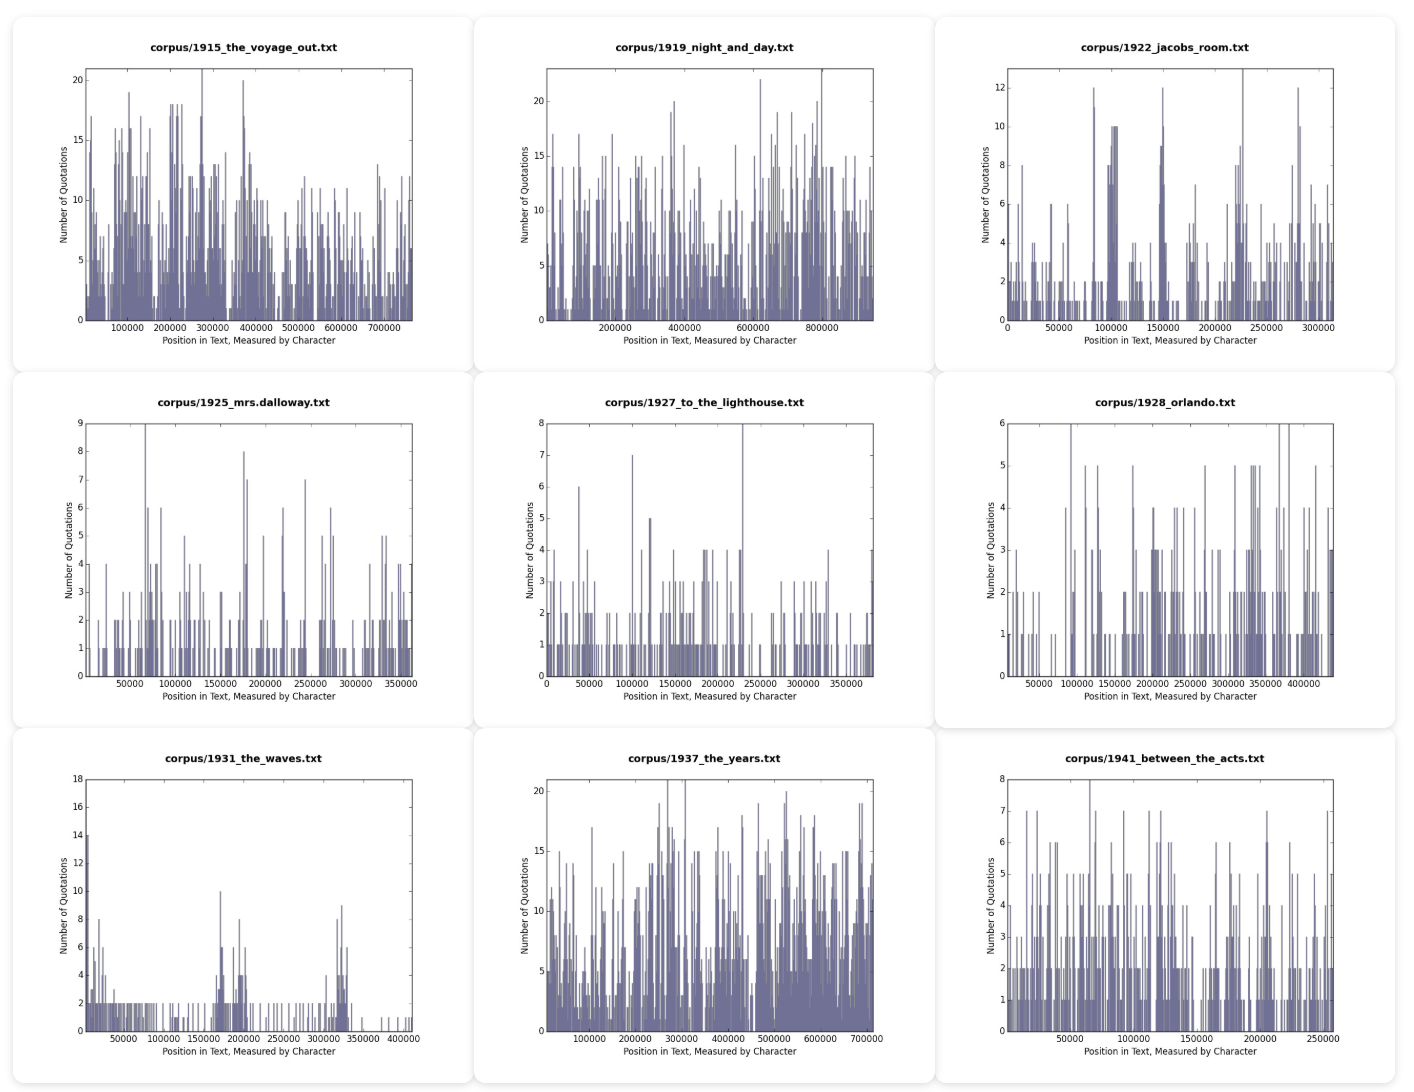 corpus/1915_the_voyage_out.txt
Number of Quotations
20
15
10
5
0
100000 200000 300000 400000 500000 600000 700000
Position in Text, Measured by Character
corpus/1919_night_and_day.txt
Number of Quotations
20
15
10
5
0
200000 400000 600000 800000
Position in Text, Measured by Character
corpus/1922_jacobs_room.txt
Number of Quotations
12
10
8
6
4
2
0
0 50000 100000 150000 200000 250000 300000
Position in Text, Measured by Character
corpus/1925_mrs.dalloway.txt
Number of Quotations
9
8
7
6
5
4
3
2
1
0
50000 100000 150000 200000 250000 300000 350000
Position in Text, Measured by Character
corpus/1927_to_the_lighthouse.txt
Number of Quotations
8
7
6
5
4
3
2
1
0
0 50000 100000 150000 200000 250000 300000 350000
Position in Text, Measured by Character
corpus/1928_orlando.txt
Number of Quotations
6
5
4
3
2
1
0
50000 100000 150000 200000 250000 300000 350000 400000
Position in Text, Measured by Character
corpus/1931_the_waves.txt
Number of Quotations
18
16
14
12
10
8
6
4
2
0
50000 100000 150000 200000 250000 300000 350000 400000
Position in Text, Measured by Character
corpus/1937_the_years.txt
Number of Quotations
20
15
10
5
0
100000 200000 300000 400000 500000 600000 700000
Position in Text, Measured by Character
corpus/1941_between_the_acts.txt
Number of Quotations
8
7
6
5
4
3
2
1
0
50000 100000 150000 200000 250000
Position in Text, Measured by Character